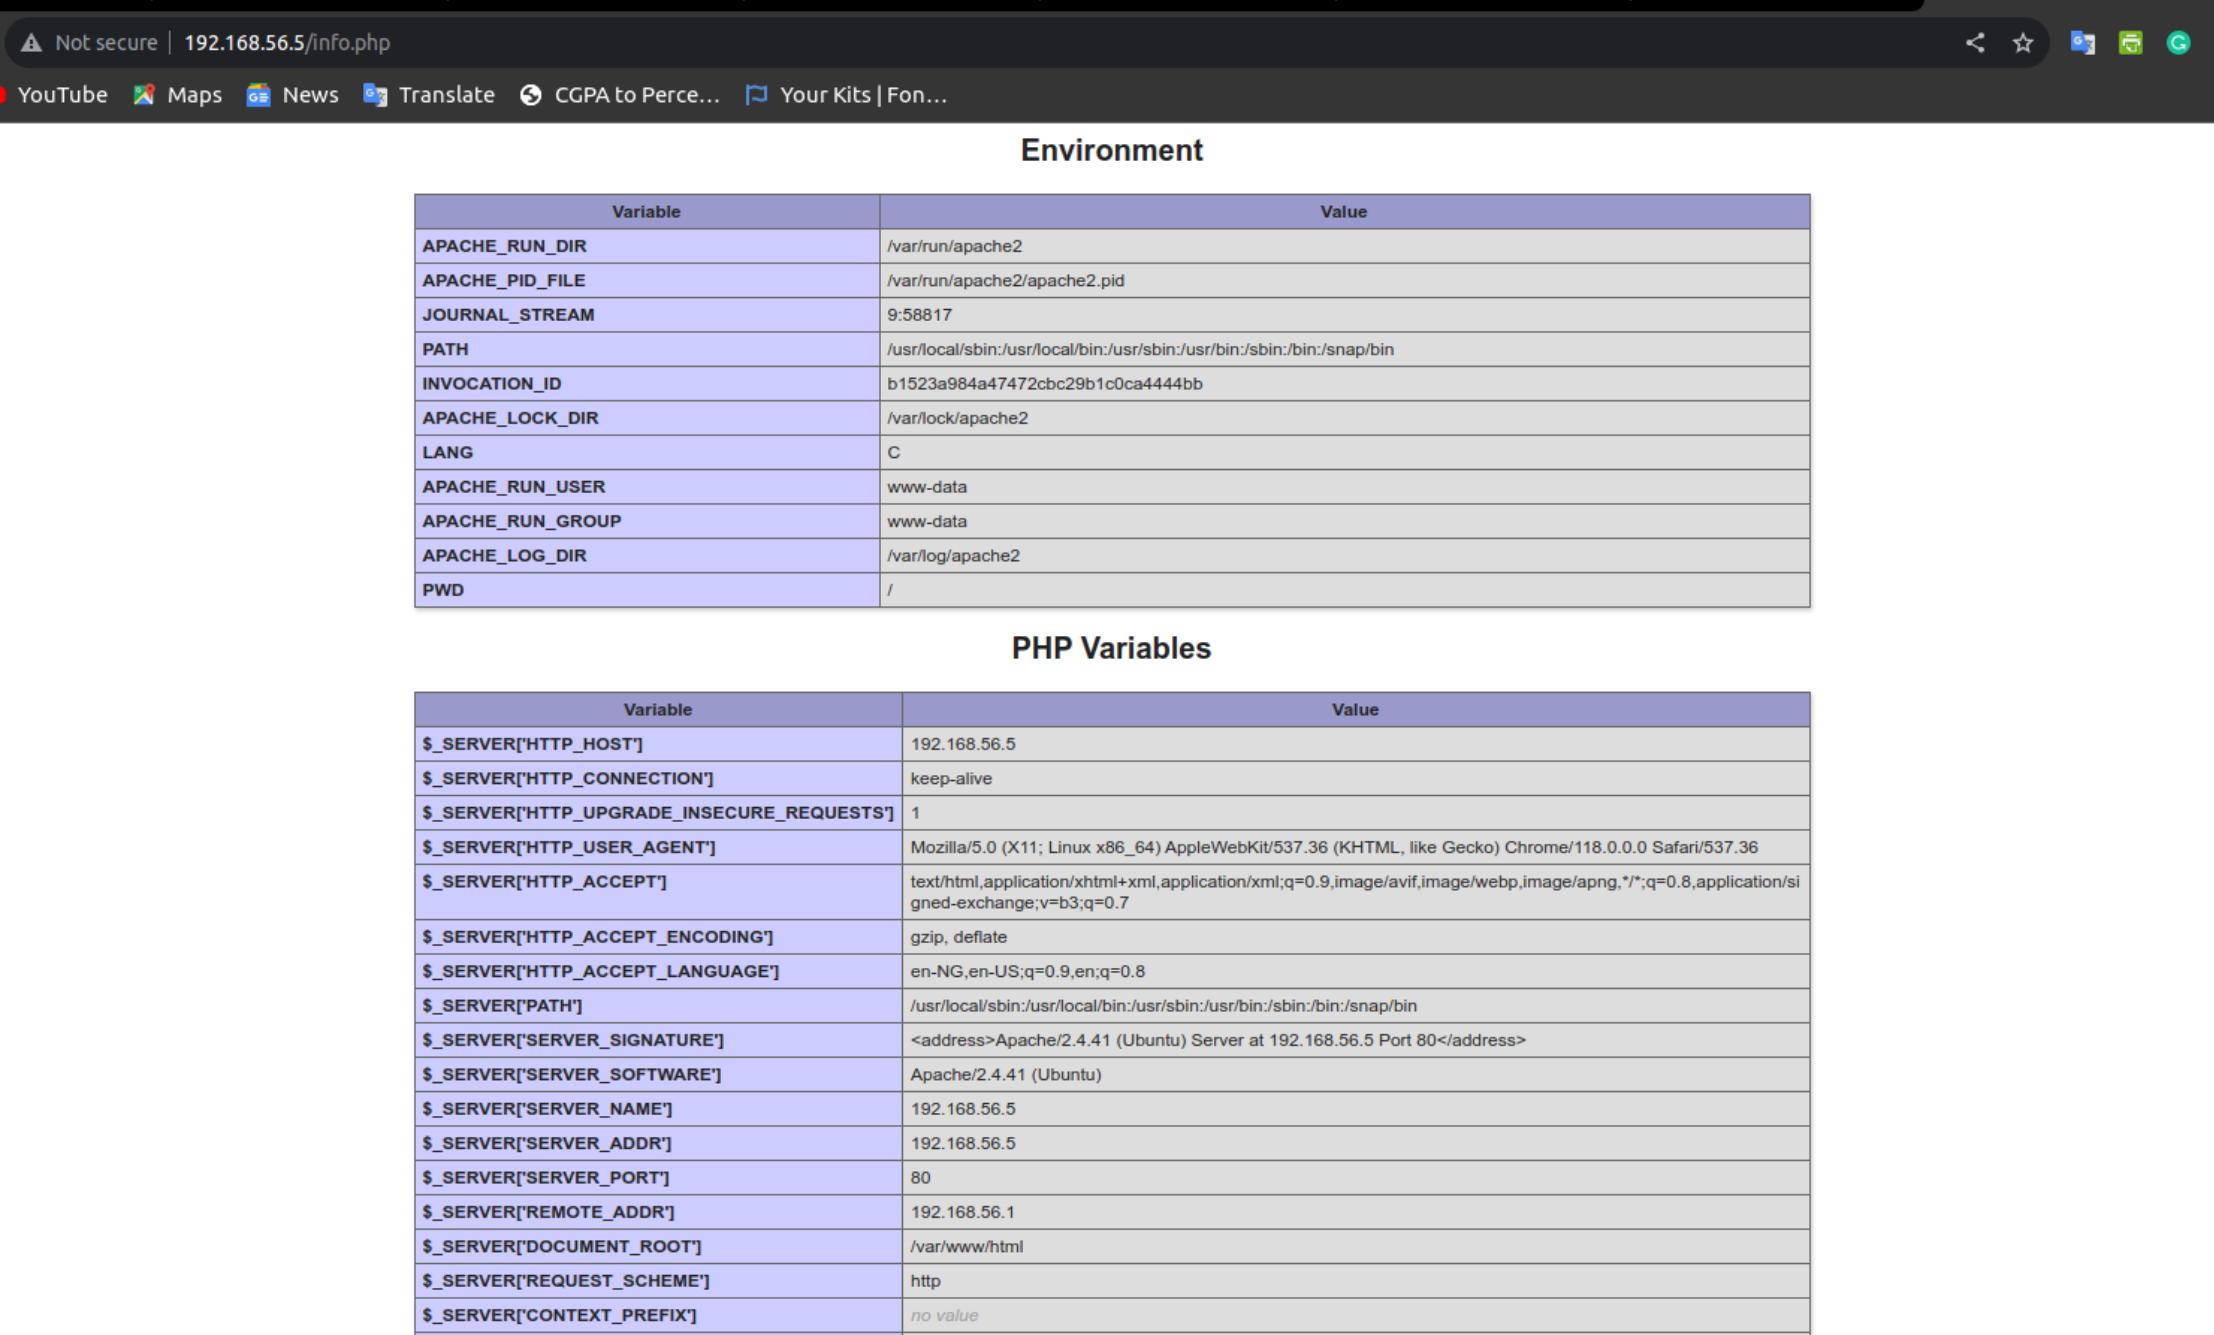 Not secure | 192.168.56.5/info.php
YouTube Maps News Translate CGPA to Perce... Your Kits | Fon...
Environment
Variable Value
APACHE_RUN_DIR /var/run/apache2
APACHE_PID_FILE /var/run/apache2/apache2.pid
JOURNAL_STREAM 9:58817
PATH /usr/local/sbin:/usr/local/bin:/usr/sbin:/usr/bin:/sbin:/bin:/snap/bin
INVOCATION_ID b1523a984a47472cbc29b1c0ca4444bb
APACHE_LOCK_DIR /var/lock/apache2
LANG C
APACHE_RUN_USER www-data
APACHE_RUN_GROUP www-data
APACHE_LOG_DIR /var/log/apache2
PWD /
PHP Variables
Variable Value
$_SERVER['HTTP_HOST'] 192.168.56.5
$_SERVER['HTTP_CONNECTION'] keep-alive
$_SERVER['HTTP_UPGRADE_INSECURE_REQUESTS'] 1
$_SERVER['HTTP_USER_AGENT'] Mozilla/5.0 (X11; Linux x86_64) AppleWebKit/537.36 (KHTML, like Gecko) Chrome/118.0.0.0 Safari/537.36
$_SERVER['HTTP_ACCEPT'] text/html,application/xhtml+xml,application/xml;q=0.9,image/avif,image/webp,image/apng,*/*;q=0.8,application/si
gned-exchange;v=b3;q=0.7
$_SERVER['HTTP_ACCEPT_ENCODING'] gzip, deflate
$_SERVER['HTTP_ACCEPT_LANGUAGE'] en-NG,en-US;q=0.9,en;q=0.8
$_SERVER['PATH'] /usr/local/sbin:/usr/local/bin:/usr/sbin:/usr/bin:/sbin:/bin:/snap/bin
$_SERVER['SERVER_SIGNATURE'] <address>Apache/2.4.41 (Ubuntu) Server at 192.168.56.5 Port 80</address>
$_SERVER['SERVER_SOFTWARE'] Apache/2.4.41 (Ubuntu)
$_SERVER['SERVER_NAME'] 192.168.56.5
$_SERVER['SERVER_ADDR'] 192.168.56.5
$_SERVER['SERVER_PORT'] 80
$_SERVER['REMOTE_ADDR'] 192.168.56.1
$_SERVER['DOCUMENT_ROOT'] /var/www/html
$_SERVER['REQUEST_SCHEME'] http
$_SERVER['CONTEXT_PREFIX'] no value